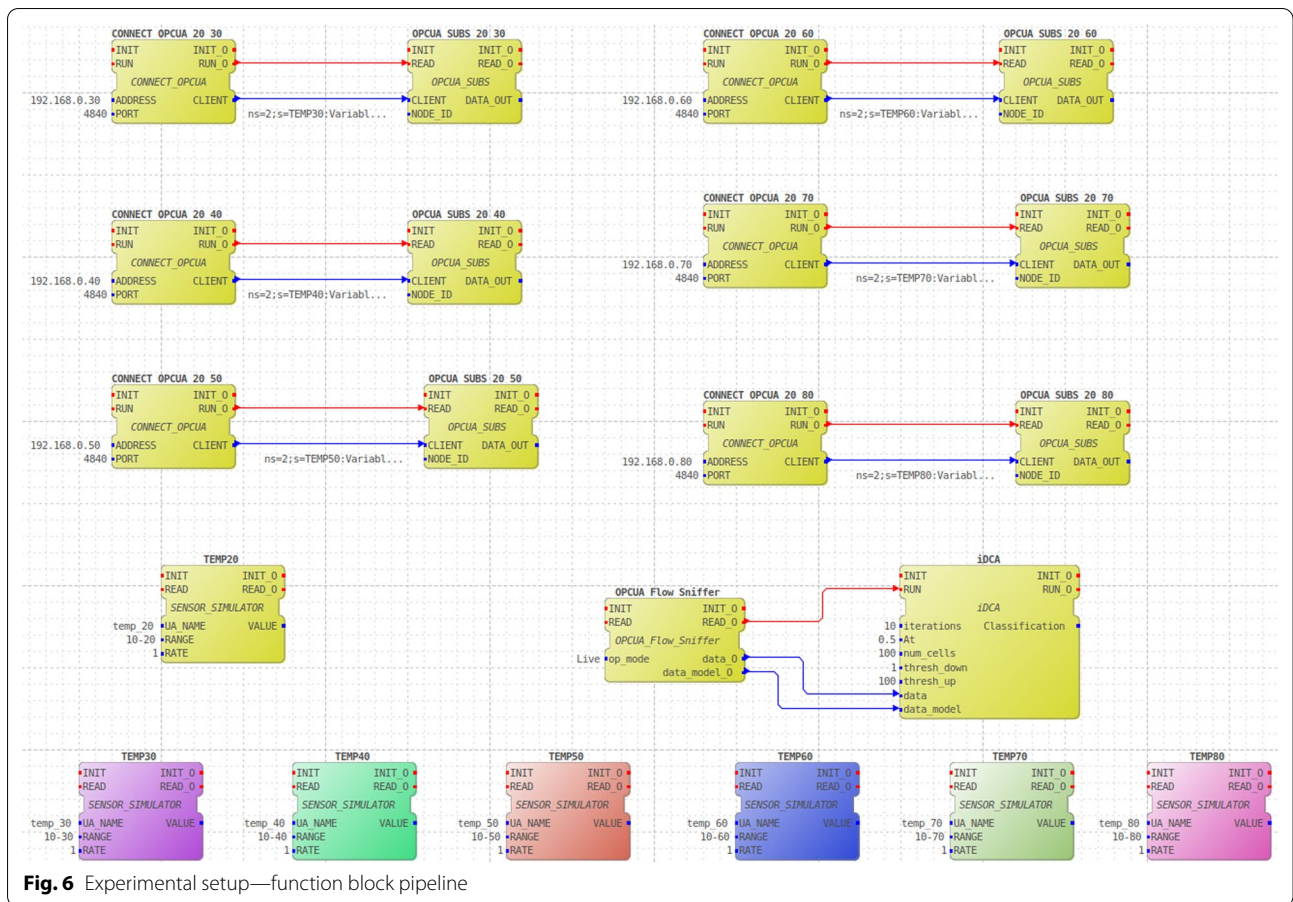 CONNECT OPCUA 20 30
INIT INIT_O
RUN RUN_O
CONNECT_OPCUA
192.168.0.30 ADDRESS CLIENT
4840 PORT
OPCUA SUBS 20 30
INIT INIT_O
READ READ_O
OPCUA_SUBS
CLIENT DATA_OUT
ns=2;s=TEMP30:Variabl... NODE_ID
CONNECT OPCUA 20 60
INIT INIT_O
RUN RUN_O
CONNECT_OPCUA
192.168.0.60 ADDRESS CLIENT
4840 PORT
OPCUA SUBS 20 60
INIT INIT_O
READ READ_O
OPCUA_SUBS
CLIENT DATA_OUT
ns=2;s=TEMP60:Variabl... NODE_ID
CONNECT OPCUA 20 40
INIT INIT_O
RUN RUN_O
CONNECT_OPCUA
192.168.0.40 ADDRESS CLIENT
4840 PORT
OPCUA SUBS 20 40
INIT INIT_O
READ READ_O
OPCUA_SUBS
CLIENT DATA_OUT
ns=2;s=TEMP40:Variabl... NODE_ID
CONNECT OPCUA 20 70
INIT INIT_O
RUN RUN_O
CONNECT_OPCUA
192.168.0.70 ADDRESS CLIENT
4840 PORT
OPCUA SUBS 20 70
INIT INIT_O
READ READ_O
OPCUA_SUBS
CLIENT DATA_OUT
ns=2;s=TEMP70:Variabl... NODE_ID
CONNECT OPCUA 20 50
INIT INIT_O
RUN RUN_O
CONNECT_OPCUA
192.168.0.50 ADDRESS CLIENT
4840 PORT
OPCUA SUBS 20 50
INIT INIT_O
READ READ_O
OPCUA_SUBS
CLIENT DATA_OUT
ns=2;s=TEMP50:Variabl... NODE_ID
CONNECT OPCUA 20 80
INIT INIT_O
RUN RUN_O
CONNECT_OPCUA
192.168.0.80 ADDRESS CLIENT
4840 PORT
OPCUA SUBS 20 80
INIT INIT_O
READ READ_O
OPCUA_SUBS
CLIENT DATA_OUT
ns=2;s=TEMP80:Variabl... NODE_ID
TEMP20
INIT INIT_O
READ READ_O
SENSOR_SIMULATOR
temp_20 UA_NAME VALUE
10-20 RANGE
1 RATE
OPCUA Flow Sniffer
INIT INIT_O
READ READ_O
OPCUA_Flow_Sniffer
Live op_mode data_O
data_model_O
iDCA
INIT INIT_O
RUN RUN_O
iDCA
10 iterations Classification
0.5 At
100 num_cells
1 thresh_down
100 thresh_up
data
data_model
TEMP30
INIT INIT_O
READ READ_O
SENSOR_SIMULATOR
temp_30 UA_NAME VALUE
10-30 RANGE
1 RATE
TEMP40
INIT INIT_O
READ READ_O
SENSOR_SIMULATOR
temp_40 UA_NAME VALUE
10-40 RANGE
1 RATE
TEMP50
INIT INIT_O
READ READ_O
SENSOR_SIMULATOR
temp_50 UA_NAME VALUE
10-50 RANGE
1 RATE
TEMP60
INIT INIT_O
READ READ_O
SENSOR_SIMULATOR
temp_60 UA_NAME VALUE
10-60 RANGE
1 RATE
TEMP70
INIT INIT_O
READ READ_O
SENSOR_SIMULATOR
temp_70 UA_NAME VALUE
10-70 RANGE
1 RATE
TEMP80
INIT INIT_O
READ READ_O
SENSOR_SIMULATOR
temp_80 UA_NAME VALUE
10-80 RANGE
1 RATE
Fig. 6 Experimental setup—function block pipeline